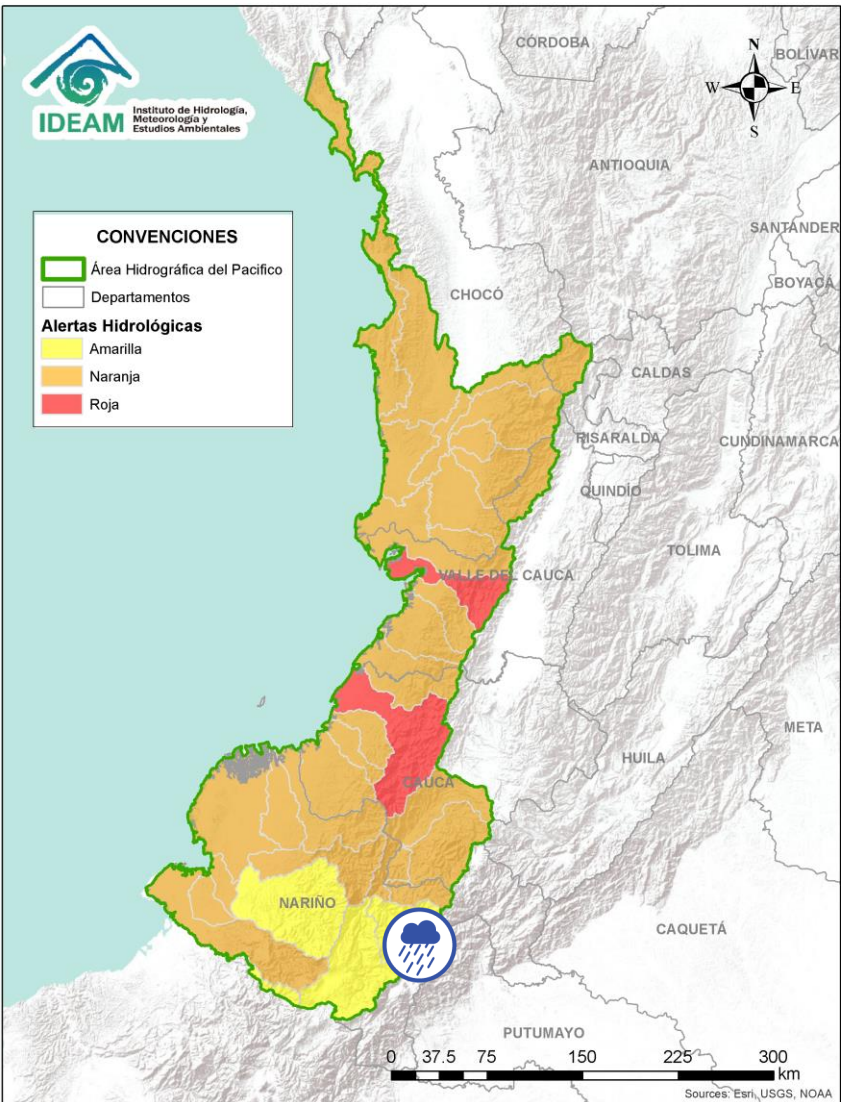 IDEAM
Instituto de Hidrología,
Meteorología y
Estudios Ambientales
CÓRDOBA
BOLIVAR
N
W
E
S
ANTIOQUIA
SANTANDER
BOYACÁ
CONVENCIONES
Área Hidrográfica del Pacifico
Departamentos
Alertas Hidrológicas
Amarilla
Naranja
Roja
CHOCÓ
CALDAS
RISARALDA
CUNDINAMARCA
QUINDÍO
TOLIMA
VALLE DEL CAUCA
META
HUILA
CAUCA
NARIÑO
CAQUETÁ
PUTUMAYO
0 37.5 75 150 225 300
km
Sources: Esri, USGS, NOAA